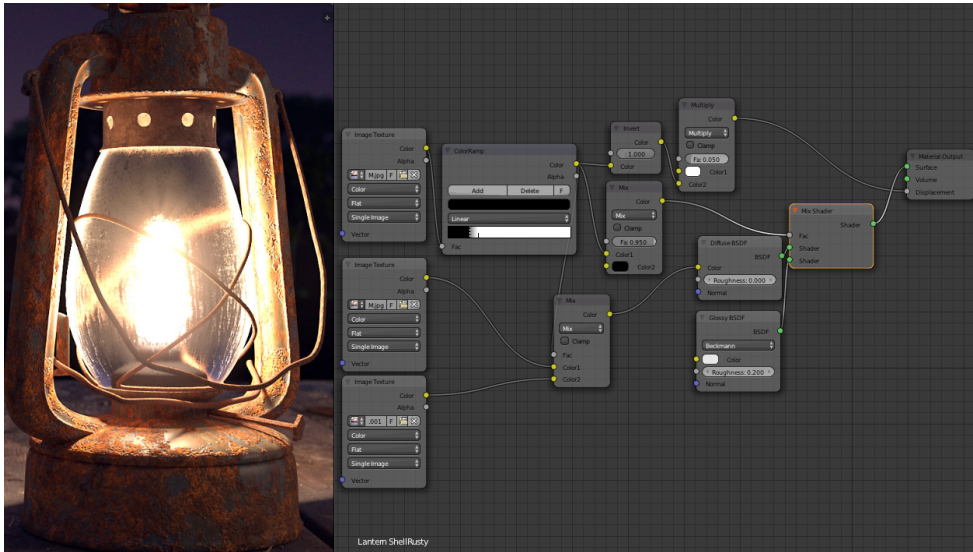 Image Texture
Color
Alpha
M.jpg F
Color
Flat
Single Image
Vector
Image Texture
Color
Alpha
M.jpg F
Color
Flat
Single Image
Vector
Image Texture
Color
Alpha
.001 F
Color
Flat
Single Image
Vector
ColorRamp
Color
Alpha
Add Delete F
Linear
Fac
Invert
Color
1.000
Color
Multiply
Color
Multiply
Clamp
Fa: 0.050
Color1
Color2
Mix
Color
Mix
Clamp
Fa: 0.950
Color1
Color2
Mix
Color
Mix
Clamp
Fac
Color1
Color2
Diffuse BSDF
BSDF
Color
Roughness: 0.000
Normal
Glossy BSDF
BSDF
Beckmann
Color
Roughness: 0.200
Normal
Mix Shader
Shader
Fac
Shader
Shader
Material Output
Surface
Volume
Displacement
Lantern ShellRusty